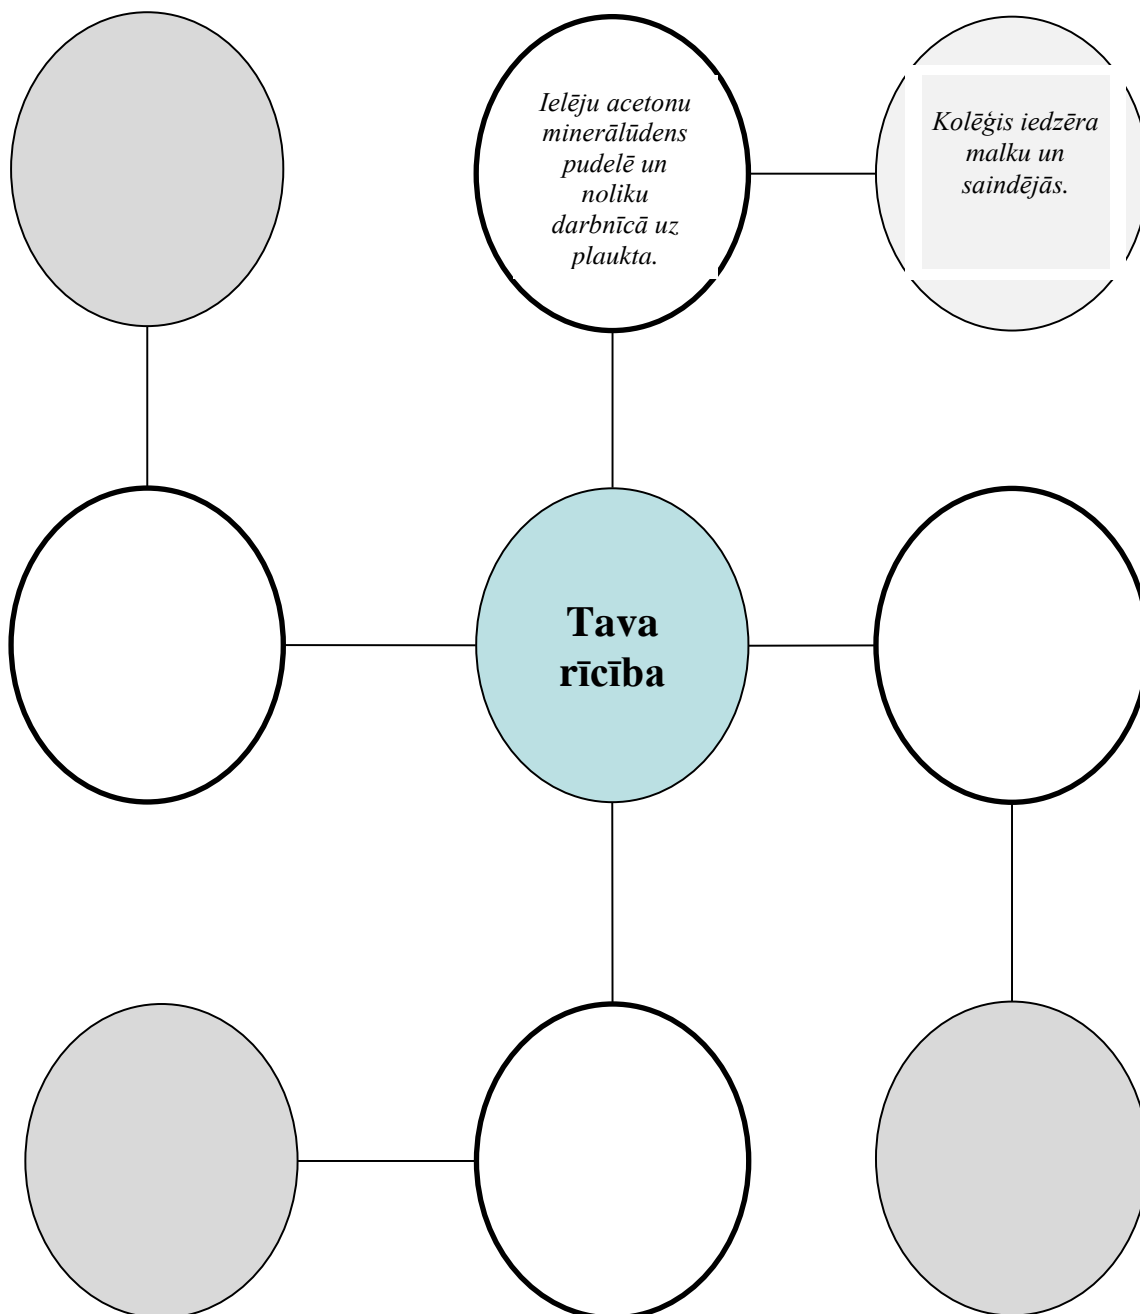 Ielēju acetonu
minerālūdens
pudelē un
noliku
darbnīcā uz
plaukta.
Kolēģis iedzēra
malku un
saindējās.
Tava
rīcība